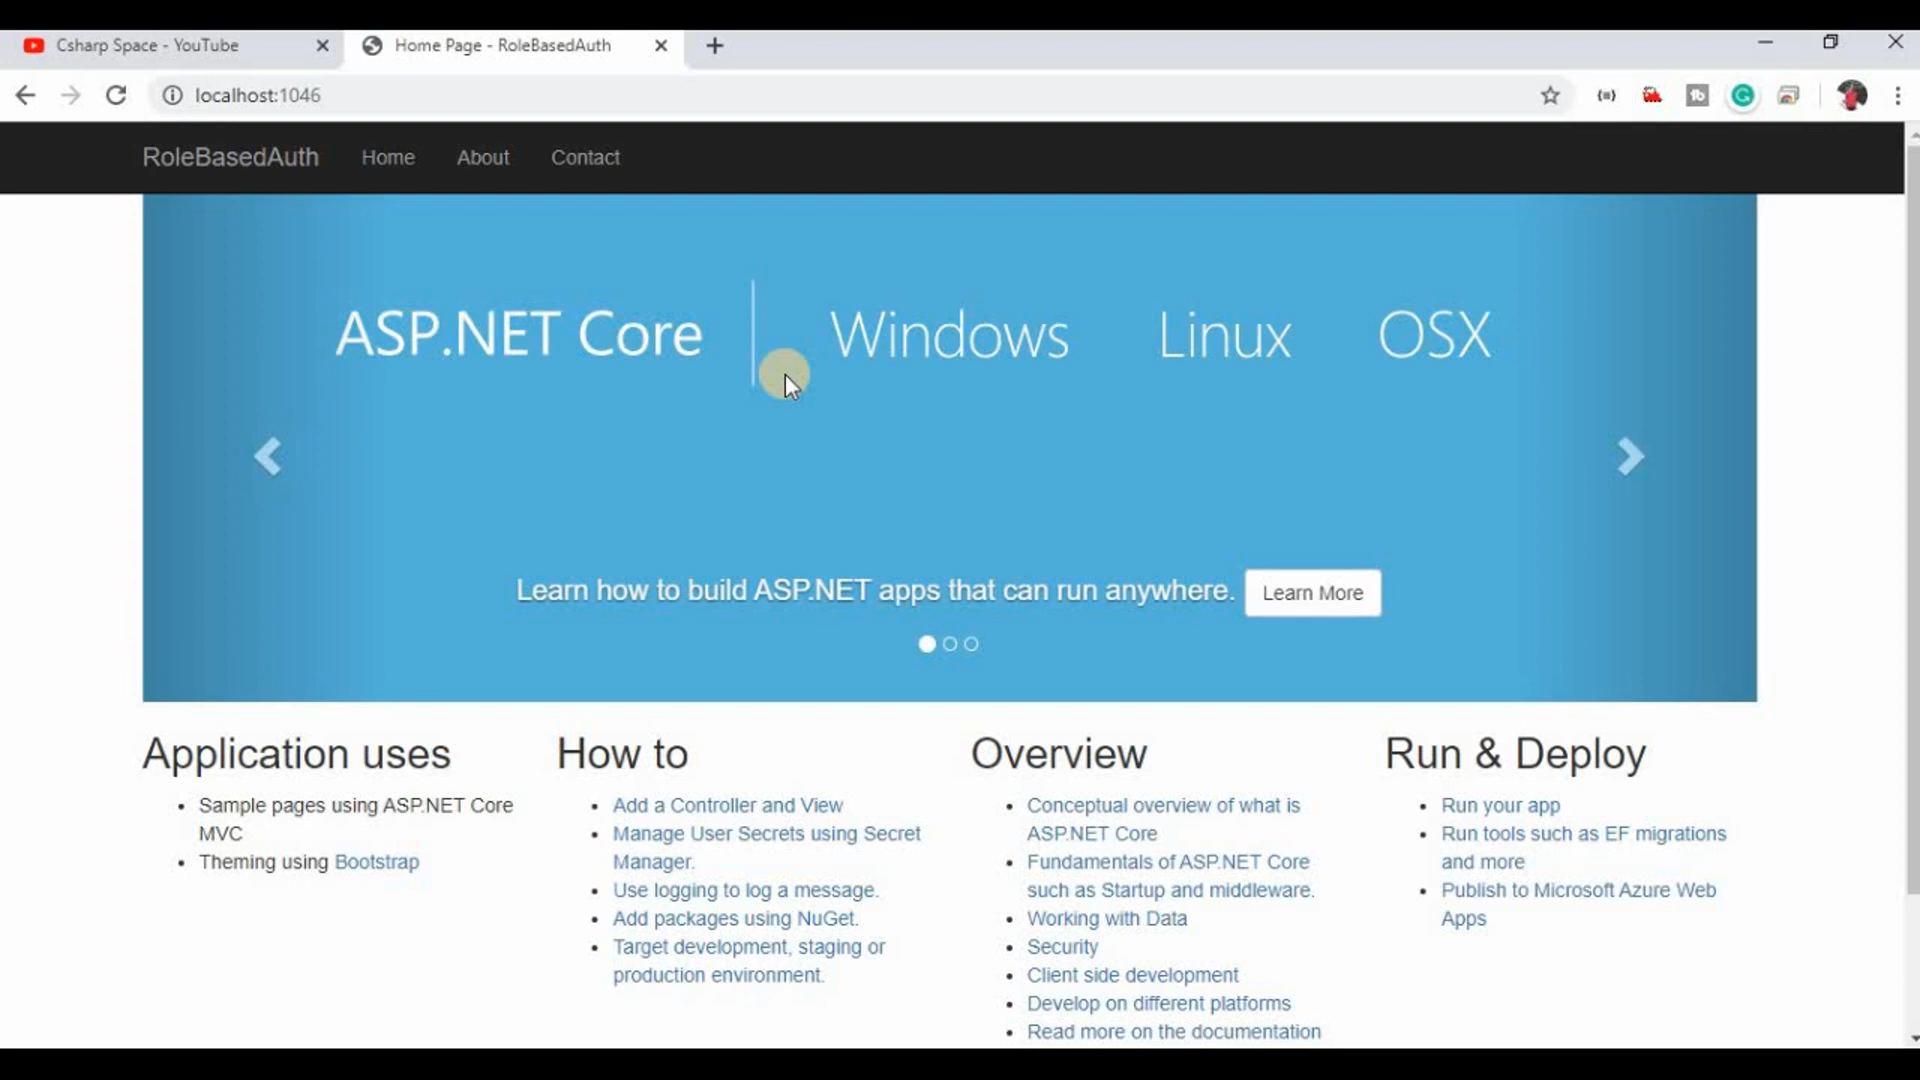 Csharp Space - YouTube
Home Page - RoleBasedAuth
localhost:1046
RoleBasedAuth Home About Contact
ASP.NET Core Windows Linux OSX
Learn how to build ASP.NET apps that can run anywhere. Learn More
Application uses
Sample pages using ASP.NET Core
MVC
Theming using Bootstrap
How to
Add a Controller and View
Manage User Secrets using Secret
Manager.
Use logging to log a message.
Add packages using NuGet.
Target development, staging or
production environment.
Overview
Conceptual overview of what is
ASP.NET Core
Fundamentals of ASP.NET Core
such as Startup and middleware.
Working with Data
Security
Client side development
Develop on different platforms
Read more on the documentation
Run & Deploy
Run your app
Run tools such as EF migrations
and more
Publish to Microsoft Azure Web
Apps